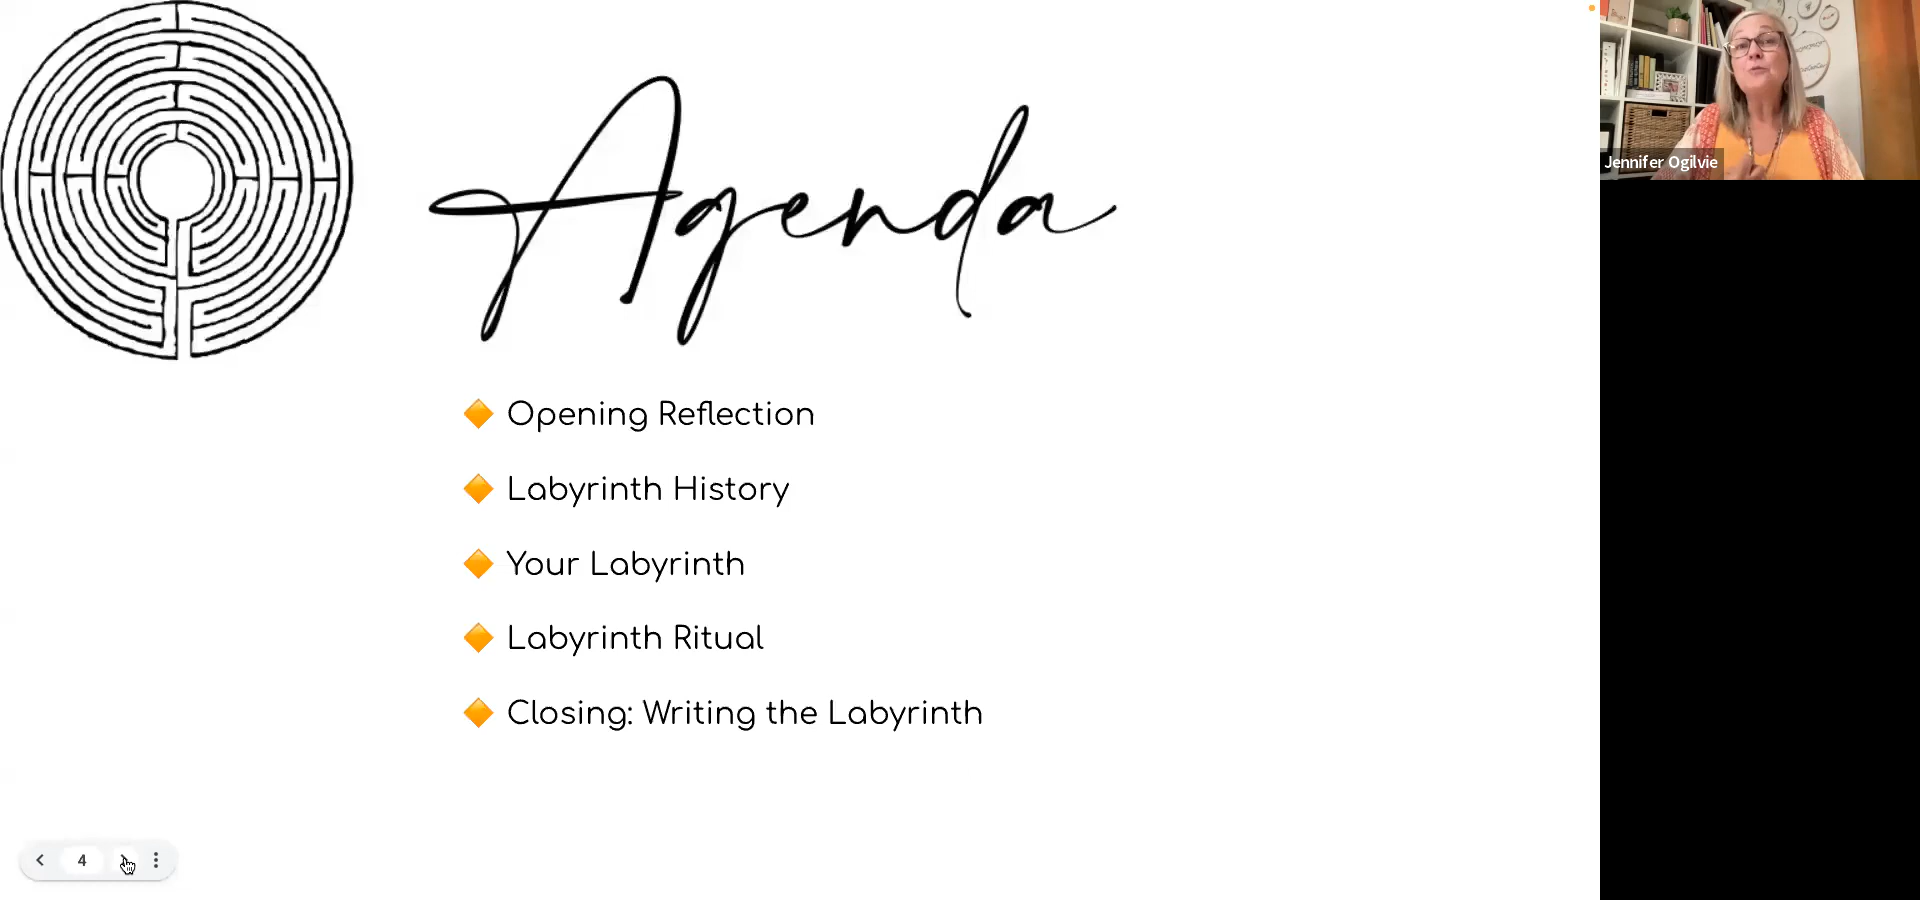 Agenda
🔶 Opening Reflection
🔶 Labyrinth History
🔶 Your Labyrinth
🔶 Labyrinth Ritual
🔶 Closing: Writing the Labyrinth
4
Jennifer Ogilvie